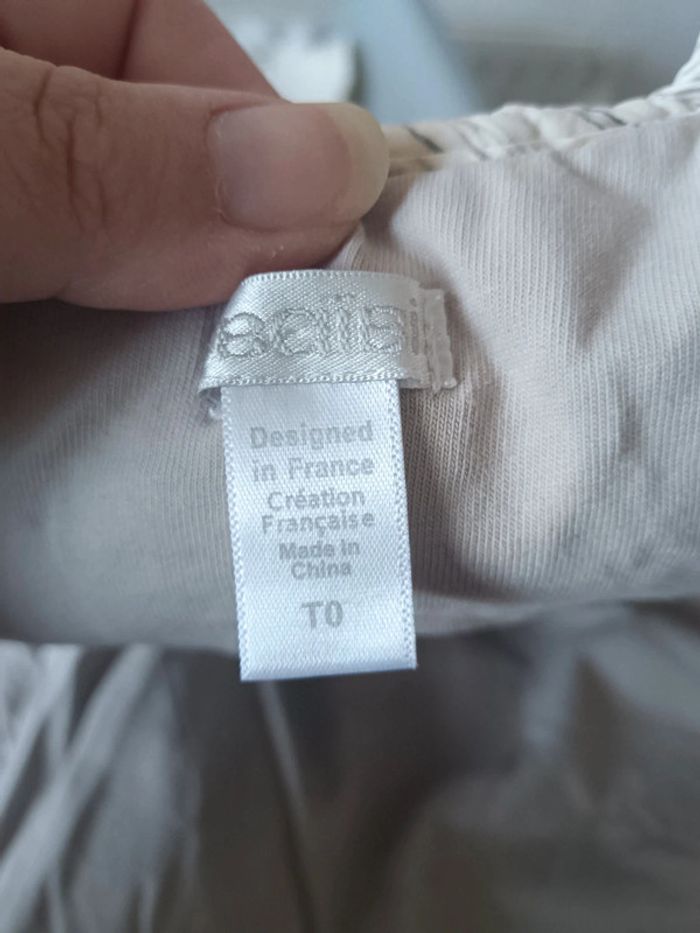 Designed
in France
Création
Française
Made in
China
T0